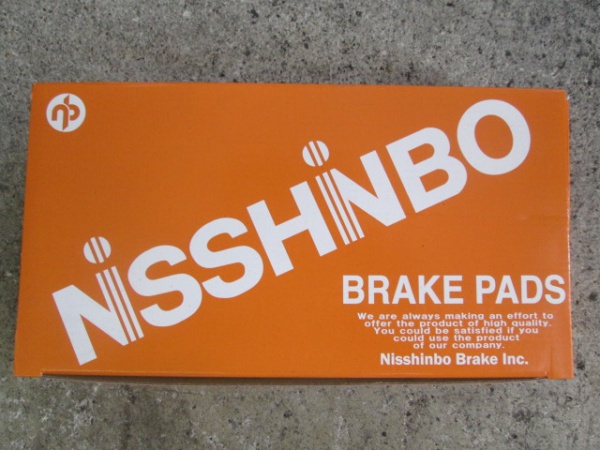 nb
NiSSHiNBO
BRAKE PADS
We are always making an effort to
offer the product of high quality.
You could be satisfied if you
could use the product
of our company.
Nisshinbo Brake Inc.